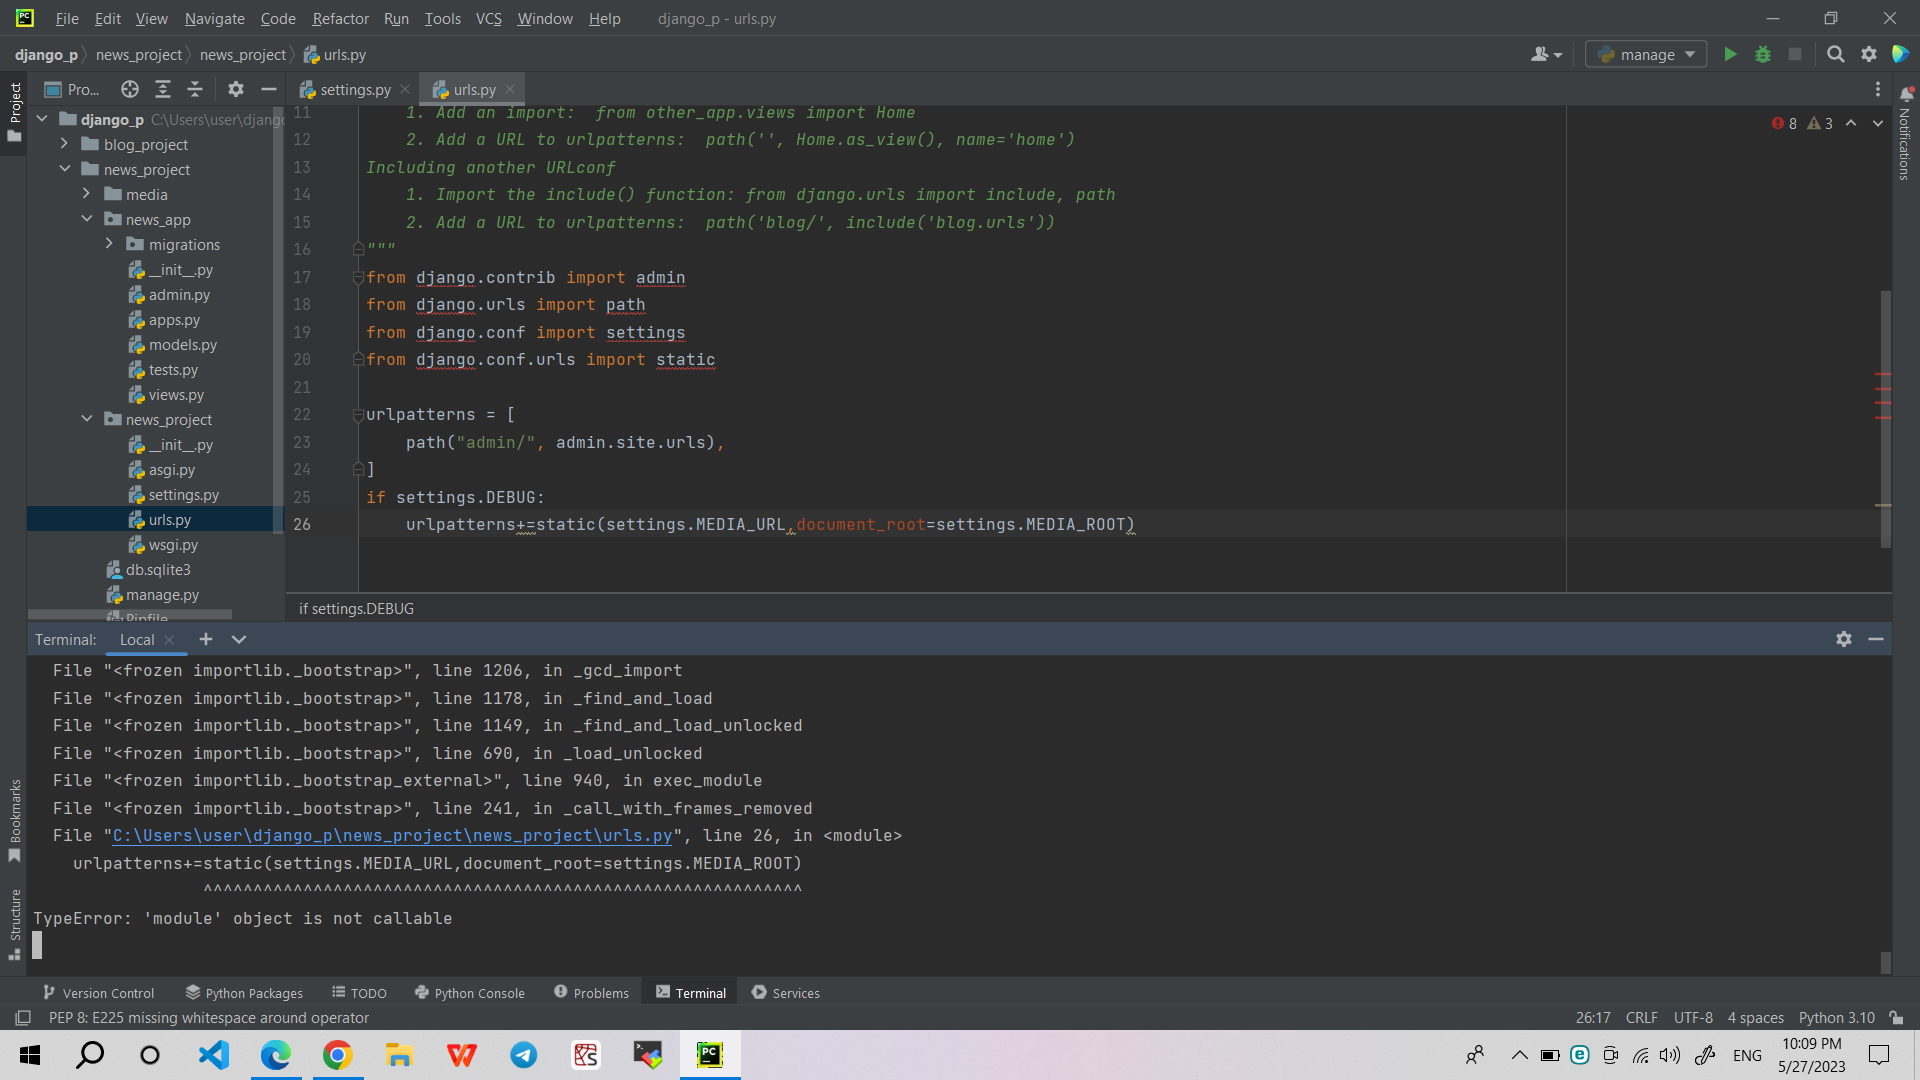 File Edit View Navigate Code Refactor Run Tools VCS Window Help django_p - urls.py
django_p news_project news_project urls.py manage
Project
Pro...
settings.py urls.py
django_p C:\Users\user\django
blog_project
news_project
media
news_app
migrations
__init__.py
admin.py
apps.py
models.py
tests.py
views.py
news_project
__init__.py
asgi.py
settings.py
urls.py
wsgi.py
db.sqlite3
manage.py
Pipfile
11 1. Add an import: from other_app.views import Home
12 2. Add a URL to urlpatterns: path('', Home.as_view(), name='home')
13 Including another URLconf
14 1. Import the include() function: from django.urls import include, path
15 2. Add a URL to urlpatterns: path('blog/', include('blog.urls'))
16 """
17 from django.contrib import admin
18 from django.urls import path
19 from django.conf import settings
20 from django.conf.urls import static
21
22 urlpatterns = [
23 path("admin/", admin.site.urls),
24 ]
25 if settings.DEBUG:
26 urlpatterns+=static(settings.MEDIA_URL,document_root=settings.MEDIA_ROOT)
8 3
Notifications
if settings.DEBUG
Terminal: Local
File "<frozen importlib._bootstrap>", line 1206, in _gcd_import
File "<frozen importlib._bootstrap>", line 1178, in _find_and_load
File "<frozen importlib._bootstrap>", line 1149, in _find_and_load_unlocked
File "<frozen importlib._bootstrap>", line 690, in _load_unlocked
File "<frozen importlib._bootstrap_external>", line 940, in exec_module
File "<frozen importlib._bootstrap>", line 241, in _call_with_frames_removed
File "C:\Users\user\django_p\news_project\news_project\urls.py", line 26, in <module>
urlpatterns+=static(settings.MEDIA_URL,document_root=settings.MEDIA_ROOT)
^^^^^^^^^^^^^^^^^^^^^^^^^^^^^^^^^^^^^^^^^^^^^^^^^^^^^^^^^^^^
TypeError: 'module' object is not callable
Bookmarks
Structure
Version Control Python Packages TODO Python Console Problems Terminal Services
PEP 8: E225 missing whitespace around operator 26:17 CRLF UTF-8 4 spaces Python 3.10
ENG 10:09 PM
5/27/2023